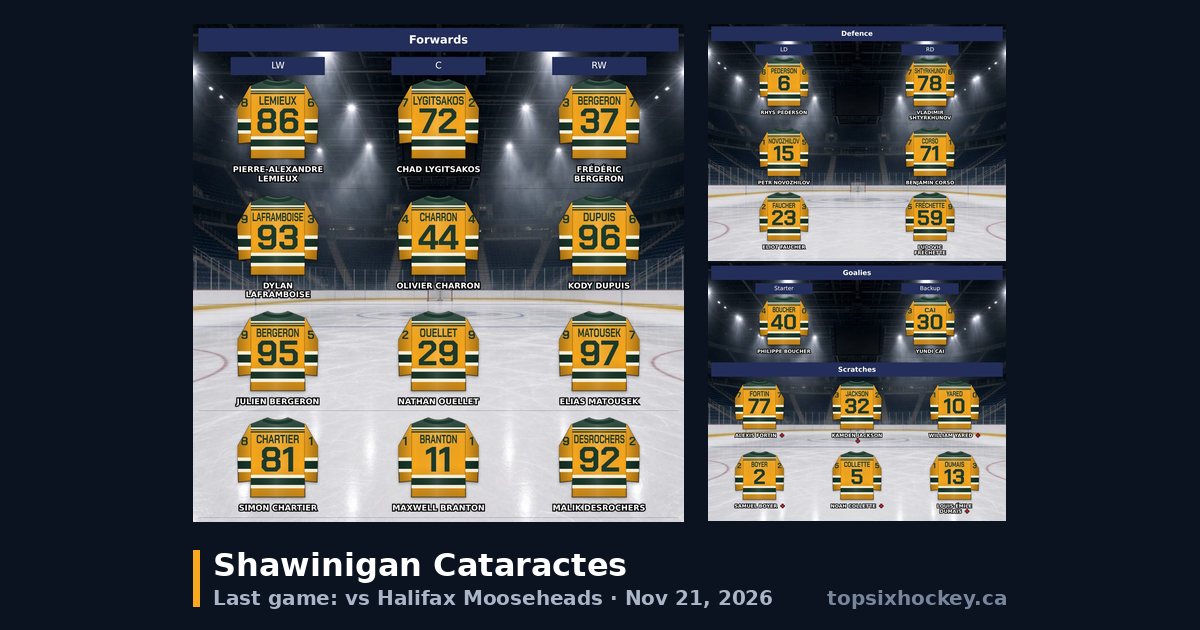 Forwards
LW C RW
LEMIEUX
86
PIERRE-ALEXANDRE
LEMIEUX
LYGITSAKOS
72
CHAD LYGITSAKOS
BERGERON
37
FRÉDÉRIC
BERGERON
LAFRAMBOISE
93
DYLAN
LAFRAMBOISE
CHARRON
44
OLIVIER CHARRON
DUPUIS
96
KODY DUPUIS
BERGERON
95
JULIEN BERGERON
OUELLET
29
NATHAN OUELLET
MATOUSEK
97
ELIAS MATOUSEK
CHARTIER
81
SIMON CHARTIER
BRANTON
11
MAXWELL BRANTON
DESROCHERS
92
MALIK DESROCHERS
Defence
LD RD
PEDERSON
6
RHYS PEDERSON
SHTYRKHUNOV
78
VLADIMIR
SHTYRKHUNOV
NOVOZHILOV
15
PETR NOVOZHILOV
CORSO
71
BENJAMIN CORSO
FAUCHER
23
ELIOT FAUCHER
FRÉCHETTE
59
LUDOVIC
FRÉCHETTE
Goalies
Starter Backup
BOUCHER
40
PHILIPPE BOUCHER
CAI
30
YUNDI CAI
Scratches
FORTIN
77
ALEXIS FORTIN
JACKSON
32
KAMDEN JACKSON
YARED
10
WILLIAM YARED
BOYER
2
SAMUEL BOYER
COLLETTE
5
NOAH COLLETTE
DUMAIS
13
LOUIS-ÉMILE
DUMAIS
Shawinigan Cataractes
Last game: vs Halifax Mooseheads · Nov 21, 2026
topsixhockey.ca